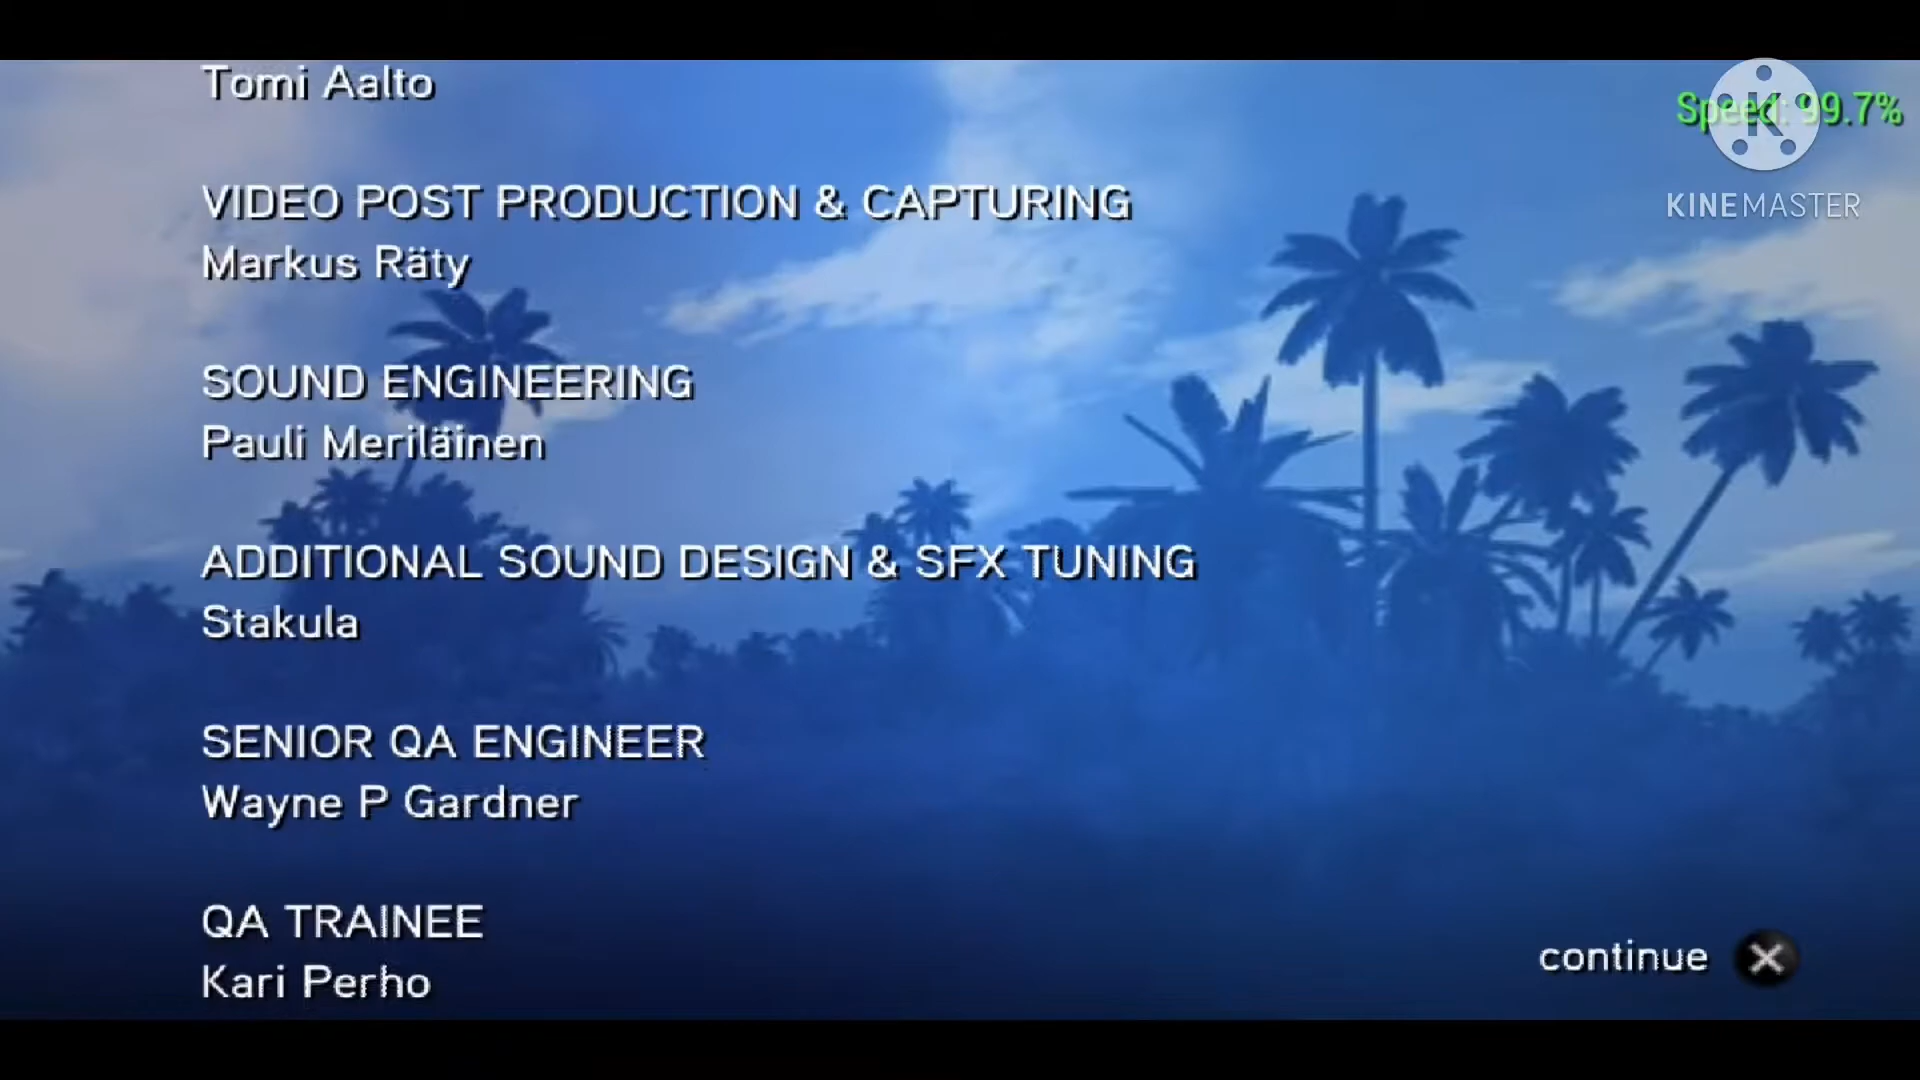 Tomi Aalto
Speed: 99.7%
K
KINEMASTER
VIDEO POST PRODUCTION & CAPTURING
Markus Räty
SOUND ENGINEERING
Pauli Meriläinen
ADDITIONAL SOUND DESIGN & SFX TUNING
Stakula
SENIOR QA ENGINEER
Wayne P Gardner
QA TRAINEE
Kari Perho
continue